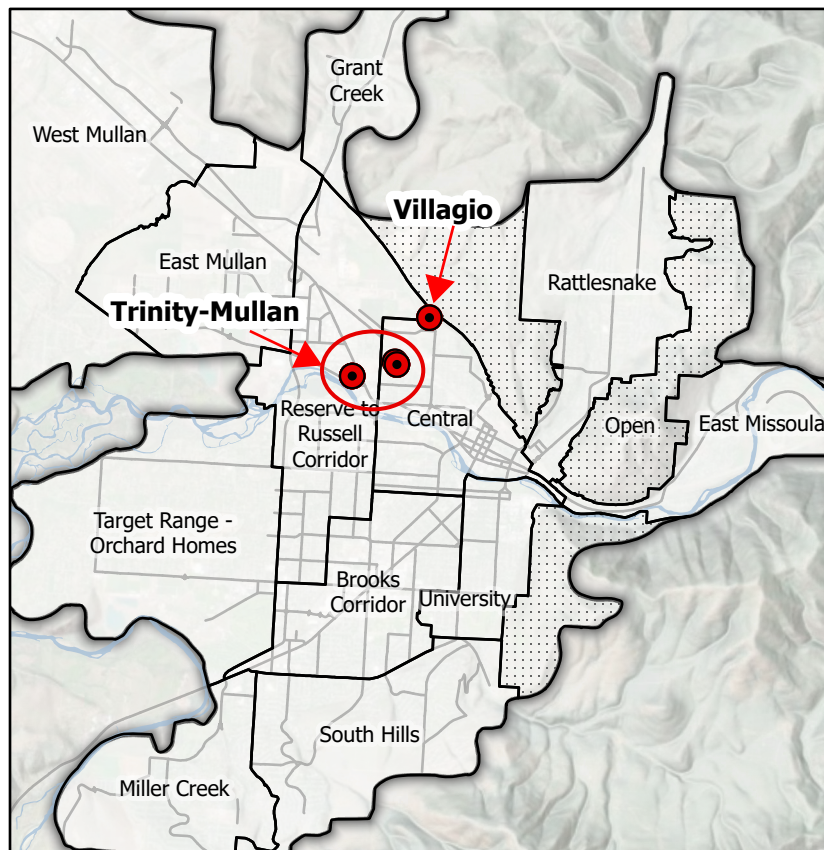 Grant
Creek
West Mullan
Villagio
East Mullan
Rattlesnake
Trinity-Mullan
Reserve to
Russell
Corridor
Central
Open
East Missoula
Target Range -
Orchard Homes
Brooks
Corridor
University
South Hills
Miller Creek